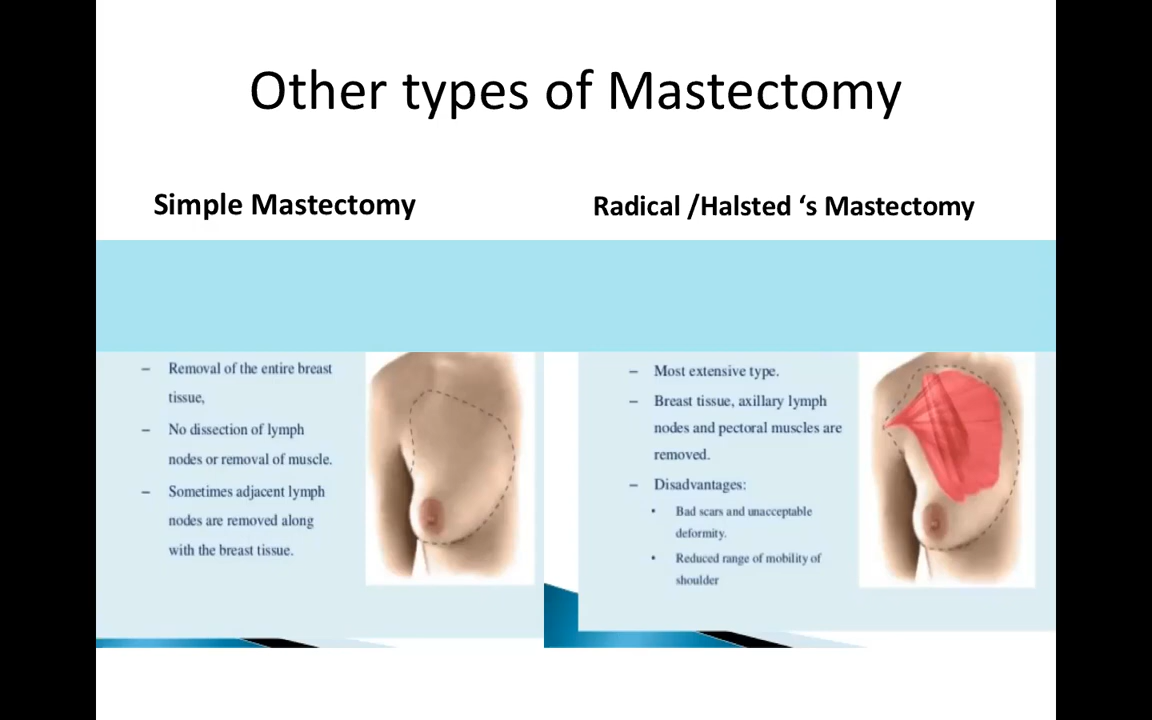 Other types of Mastectomy
Simple Mastectomy
– Removal of the entire breast
tissue,
– No dissection of lymph
nodes or removal of muscle.
– Sometimes adjacent lymph
nodes are removed along
with the breast tissue.
Radical /Halsted ‘s Mastectomy
– Most extensive type.
– Breast tissue, axillary lymph
nodes and pectoral muscles are
removed.
– Disadvantages:
• Bad scars and unacceptable
deformity.
• Reduced range of mobility of
shoulder